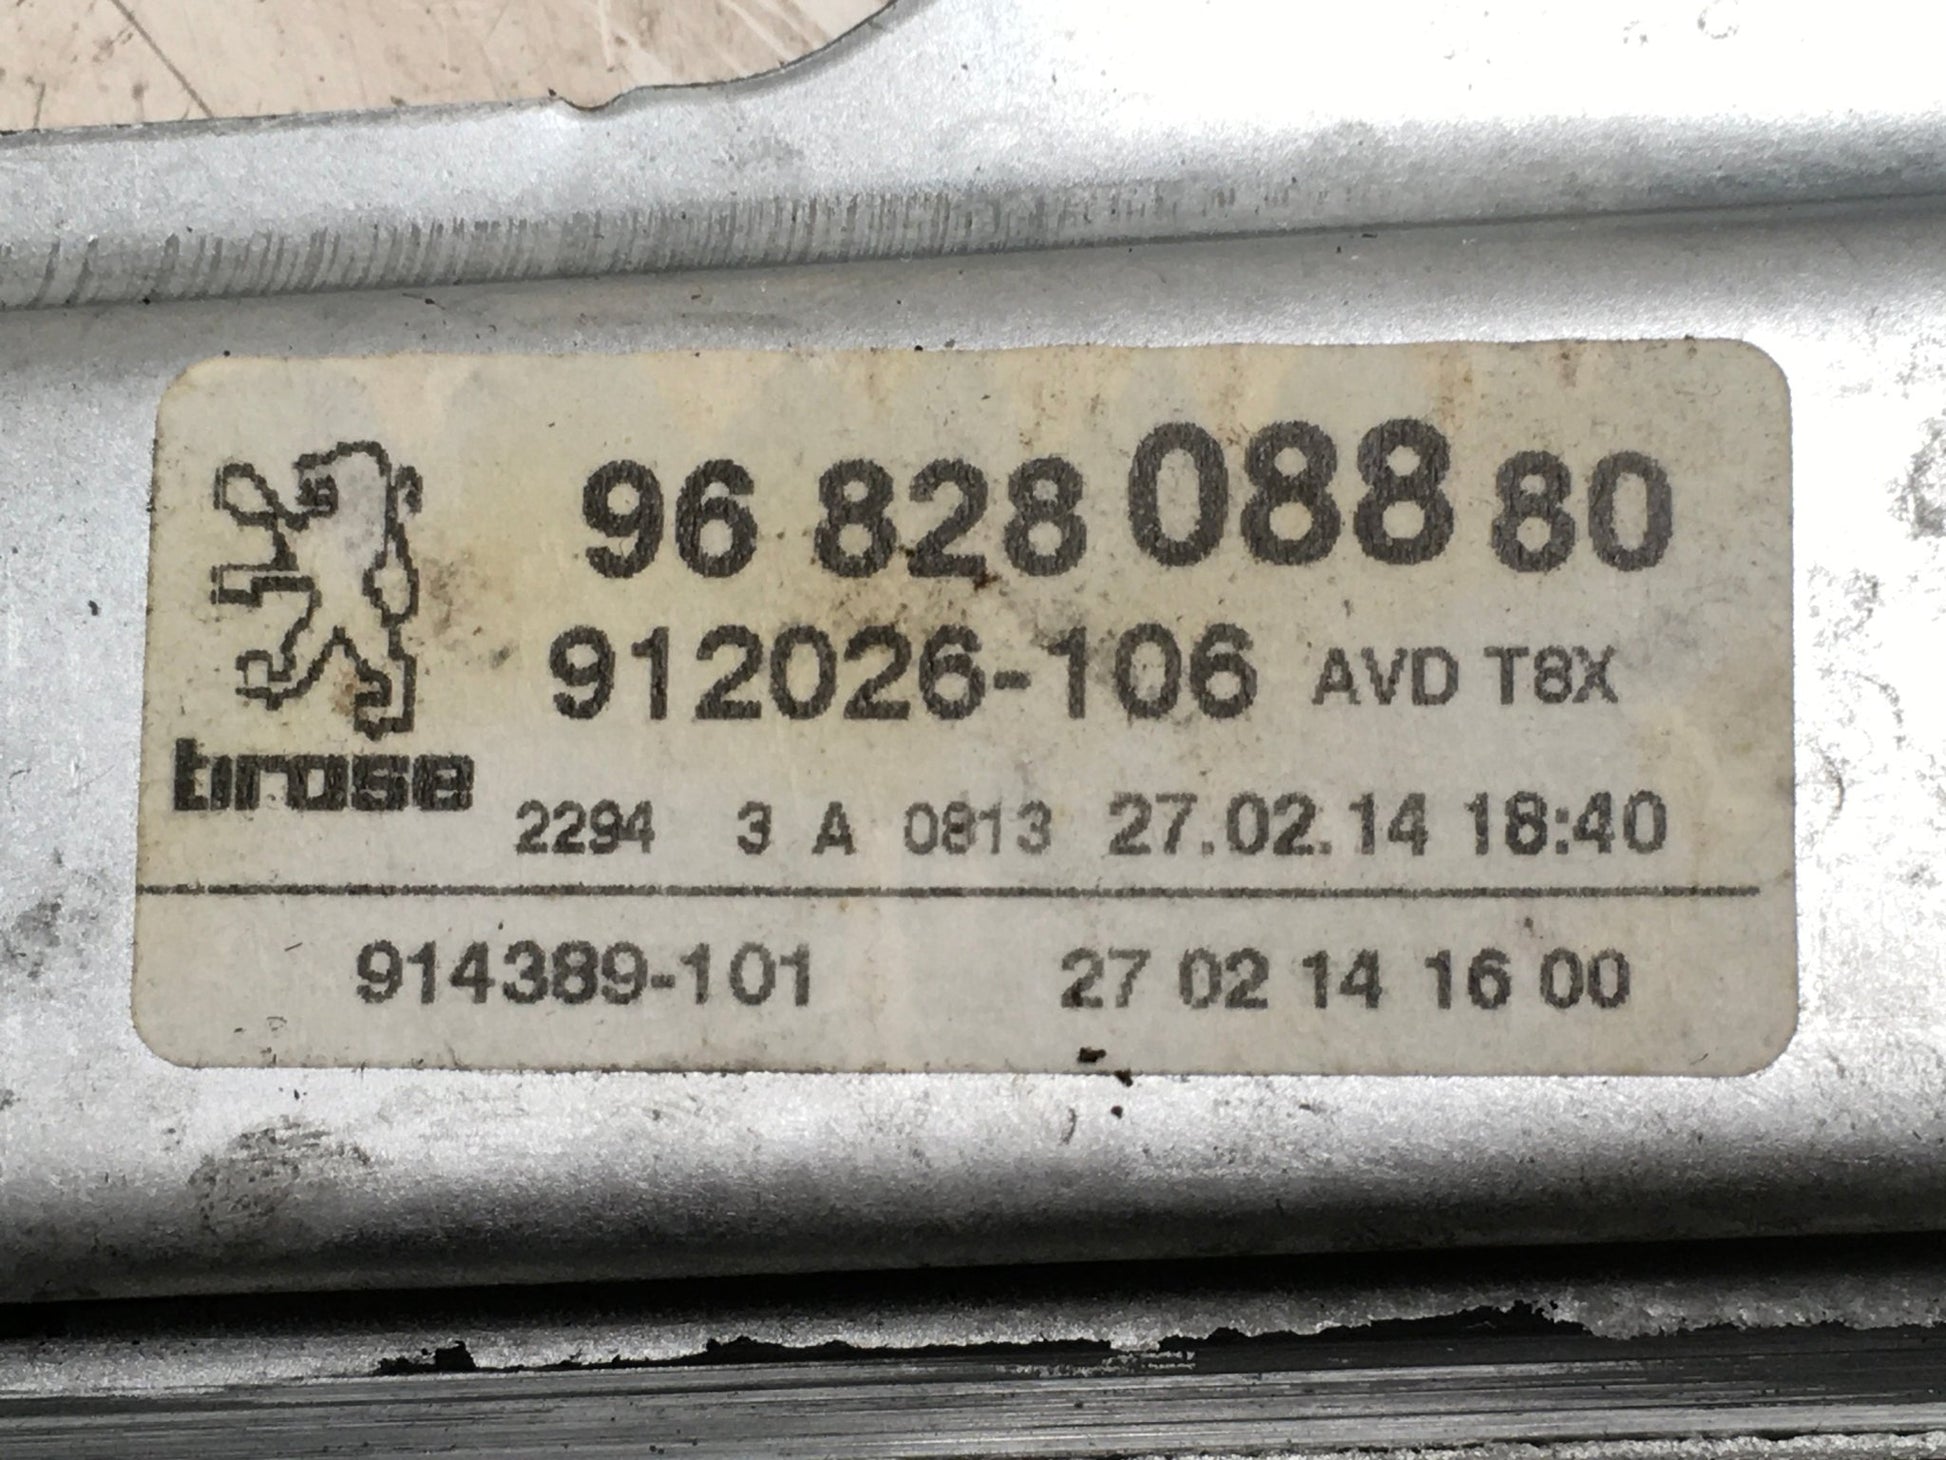 96 828 088 80
912026-106 AVD T8X
brose
2294 3 A 0813 27.02.14 18:40
914389-101 27 02 14 16 00